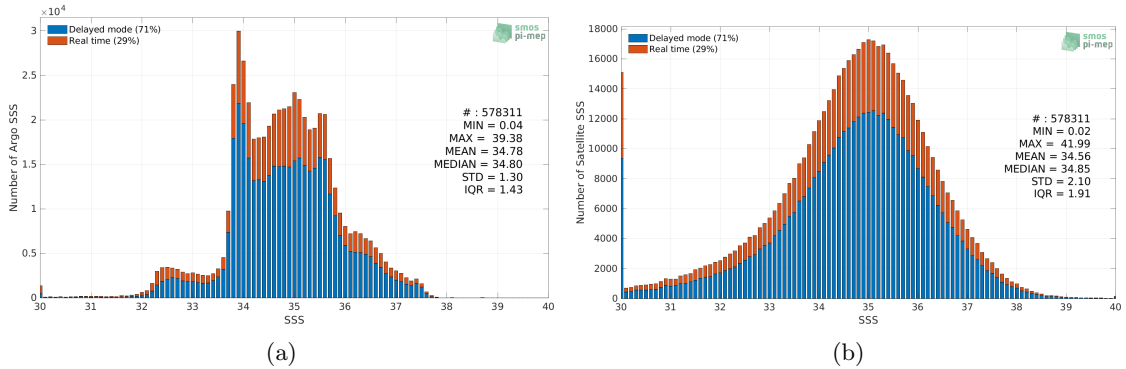 ×10⁴
Delayed mode (71%)
Real time (29%)
smos
pi-mep
3
2.5
2
1.5
1
0.5
0
Number of Argo SSS
# : 578311
MIN = 0.04
MAX = 39.38
MEAN = 34.78
MEDIAN = 34.80
STD = 1.30
IQR = 1.43
30 31 32 33 34 35 36 37 38 39 40
SSS
(a)
Delayed mode (71%)
Real time (29%)
smos
pi-mep
18000
16000
14000
12000
10000
8000
6000
4000
2000
0
Number of Satellite SSS
# : 578311
MIN = 0.02
MAX = 41.99
MEAN = 34.56
MEDIAN = 34.85
STD = 2.10
IQR = 1.91
30 31 32 33 34 35 36 37 38 39 40
SSS
(b)